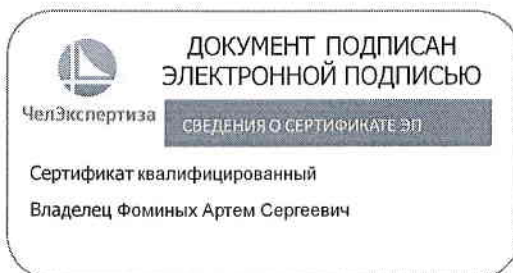 ДОКУМЕНТ ПОДПИСАН
ЭЛЕКТРОННОЙ ПОДПИСЬЮ
ЧелЭкспертиза
СВЕДЕНИЯ О СЕРТИФИКАТЕ ЭП
Сертификат квалифицированный
Владелец Фоминых Артем Сергеевич